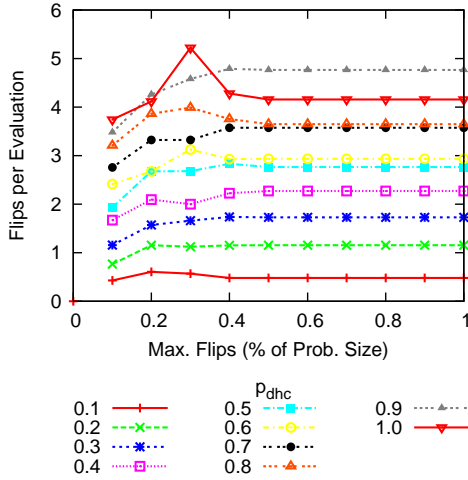 6
5
4
3
2
1
0
Flips per Evaluation
0 0.2 0.4 0.6 0.8 1
Max. Flips (% of Prob. Size)
p_dhc
0.1 0.5 0.9
0.2 0.6 1.0
0.3 0.7
0.4 0.8